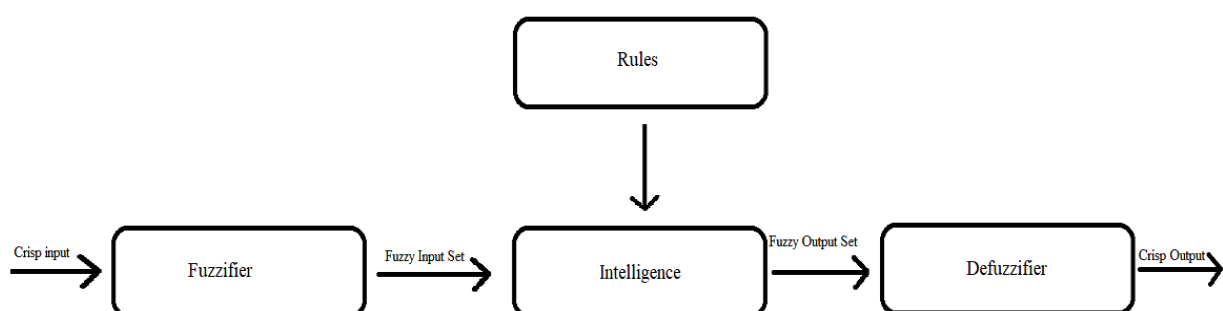 Rules
Crisp input
Fuzzifier
Fuzzy Input Set
Intelligence
Fuzzy Output Set
Defuzzifier
Crisp Output